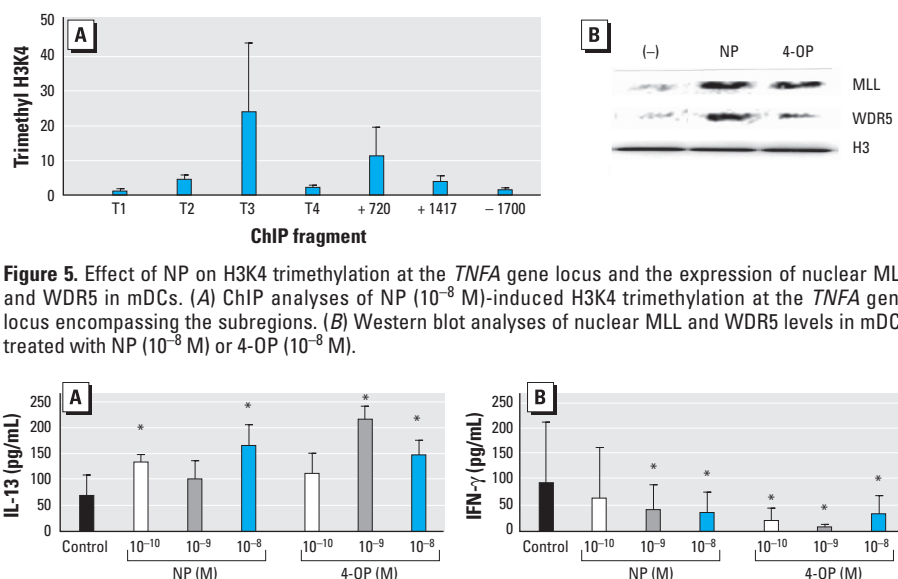 A
Trimethyl H3K4
50
40
30
20
10
0
T1 T2 T3 T4 + 720 + 1417 – 1700
ChIP fragment
B
(–) NP 4-OP
MLL
WDR5
H3
Figure 5. Effect of NP on H3K4 trimethylation at the TNFA gene locus and the expression of nuclear ML
and WDR5 in mDCs. (A) ChIP analyses of NP (10⁻⁸ M)-induced H3K4 trimethylation at the TNFA gen
locus encompassing the subregions. (B) Western blot analyses of nuclear MLL and WDR5 levels in mDC
treated with NP (10⁻⁸ M) or 4-OP (10⁻⁸ M).
A
IL-13 (pg/mL)
250
200
150
100
50
0
* * * *
Control 10⁻¹⁰ 10⁻⁹ 10⁻⁸ 10⁻¹⁰ 10⁻⁹ 10⁻⁸
NP (M) 4-OP (M)
B
IFN-γ (pg/mL)
250
200
150
100
50
0
* * * * *
Control 10⁻¹⁰ 10⁻⁹ 10⁻⁸ 10⁻¹⁰ 10⁻⁹ 10⁻⁸
NP (M) 4-OP (M)